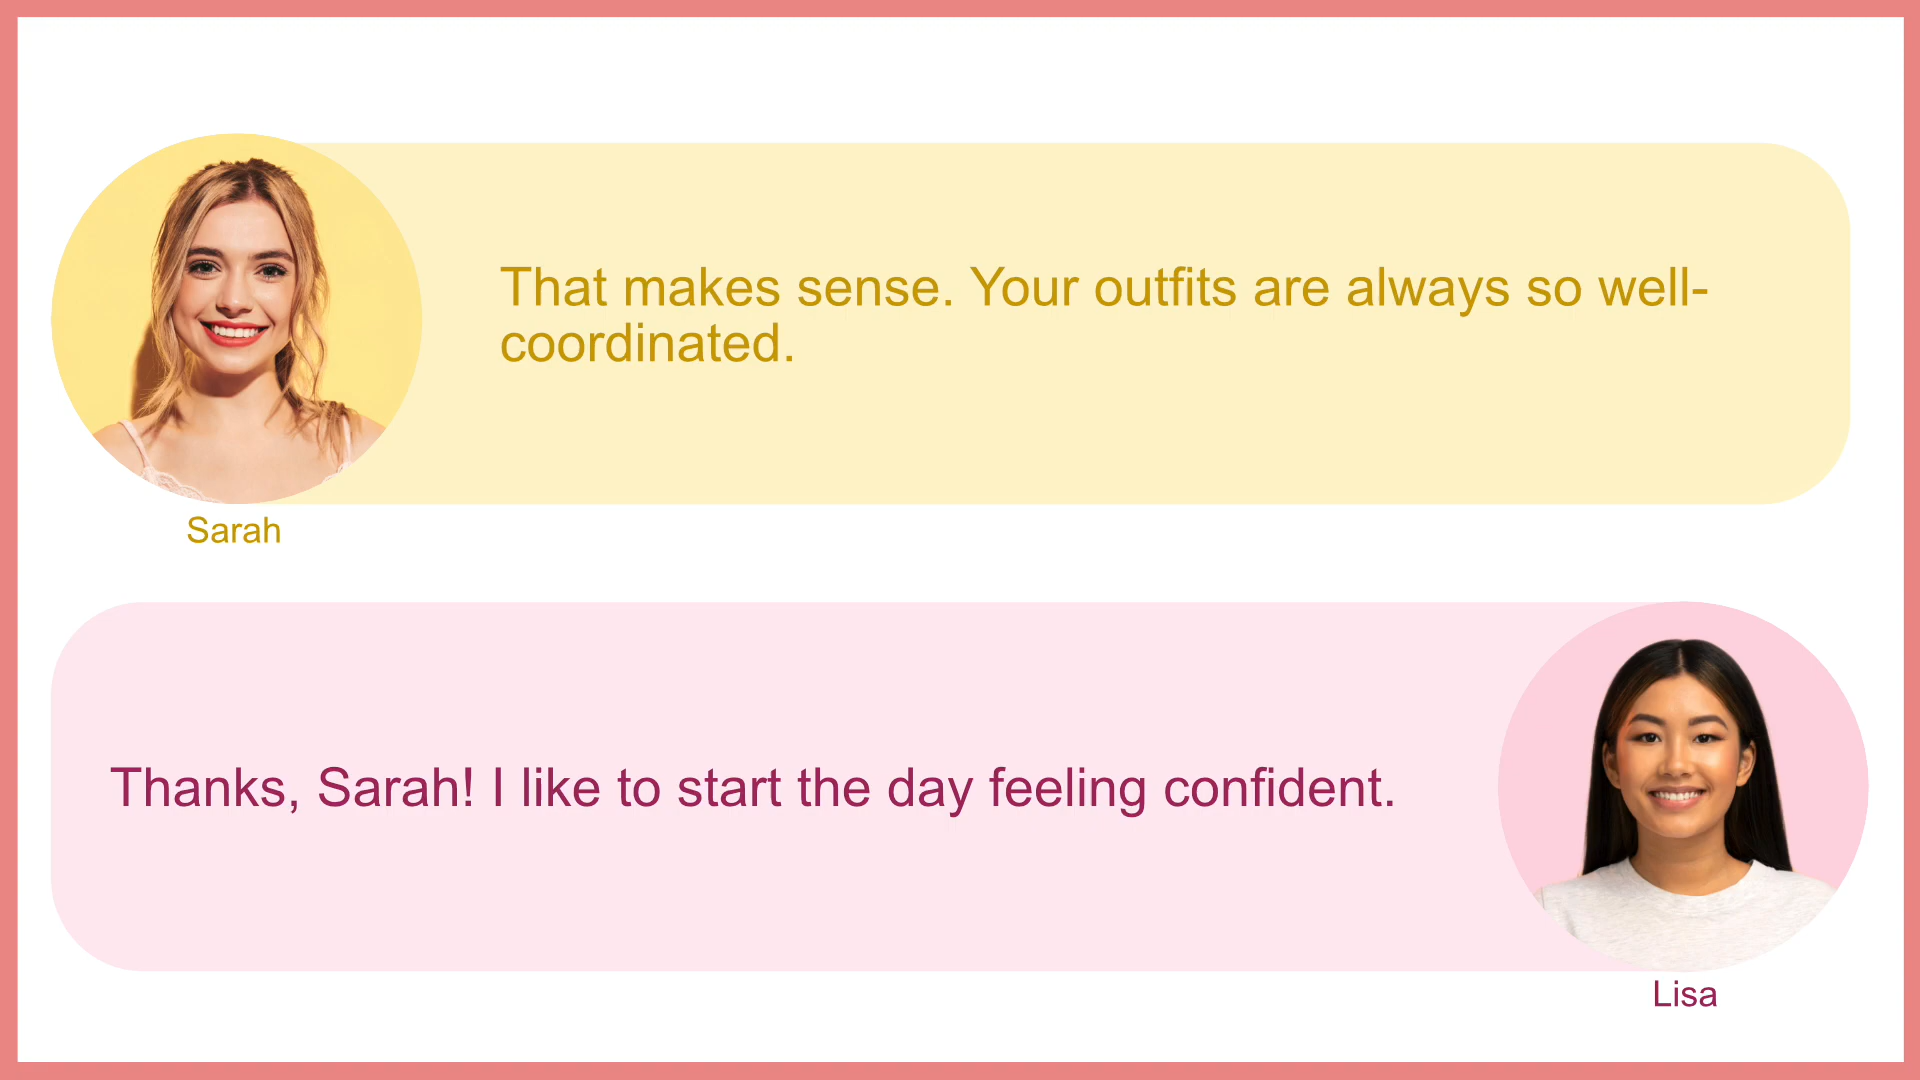 That makes sense. Your outfits are always so well-
coordinated.
Sarah
Thanks, Sarah! I like to start the day feeling confident.
Lisa